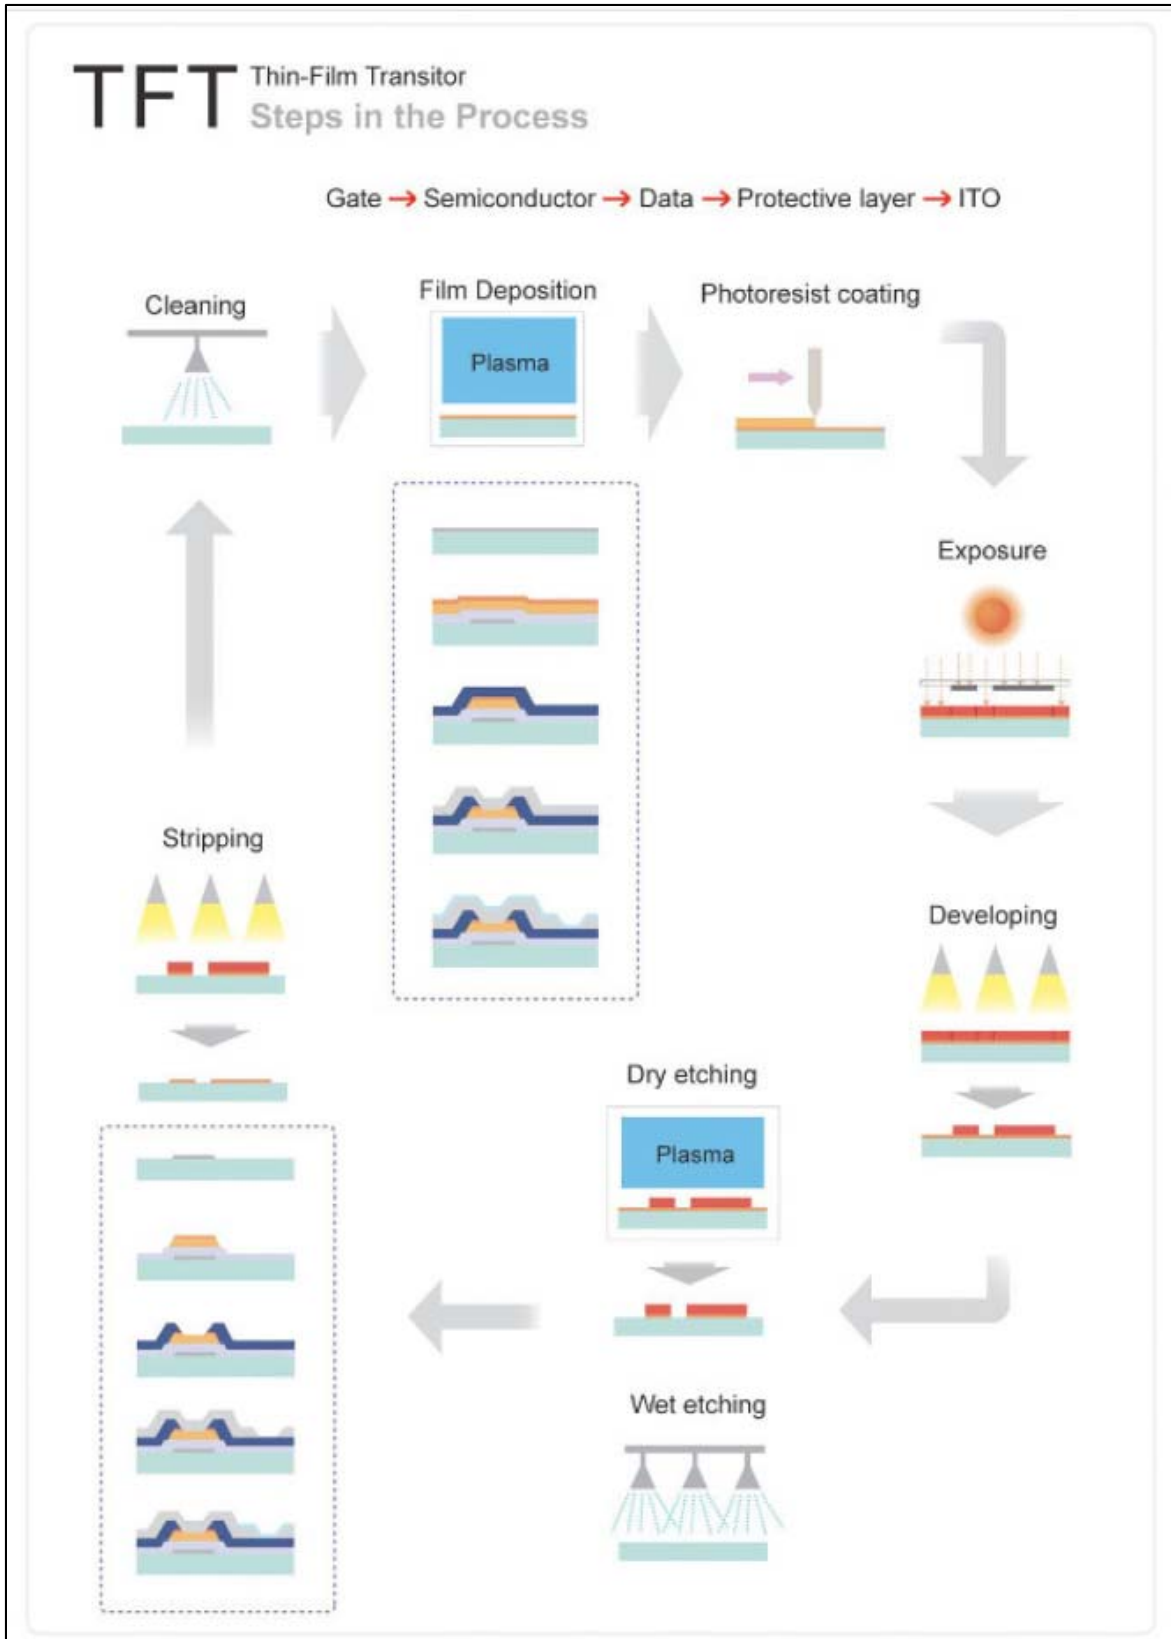 TFT Thin-Film Transitor
Steps in the Process
Gate → Semiconductor → Data → Protective layer → ITO
Cleaning
Film Deposition
Plasma
Photoresist coating
Exposure
Developing
Dry etching
Plasma
Wet etching
Stripping